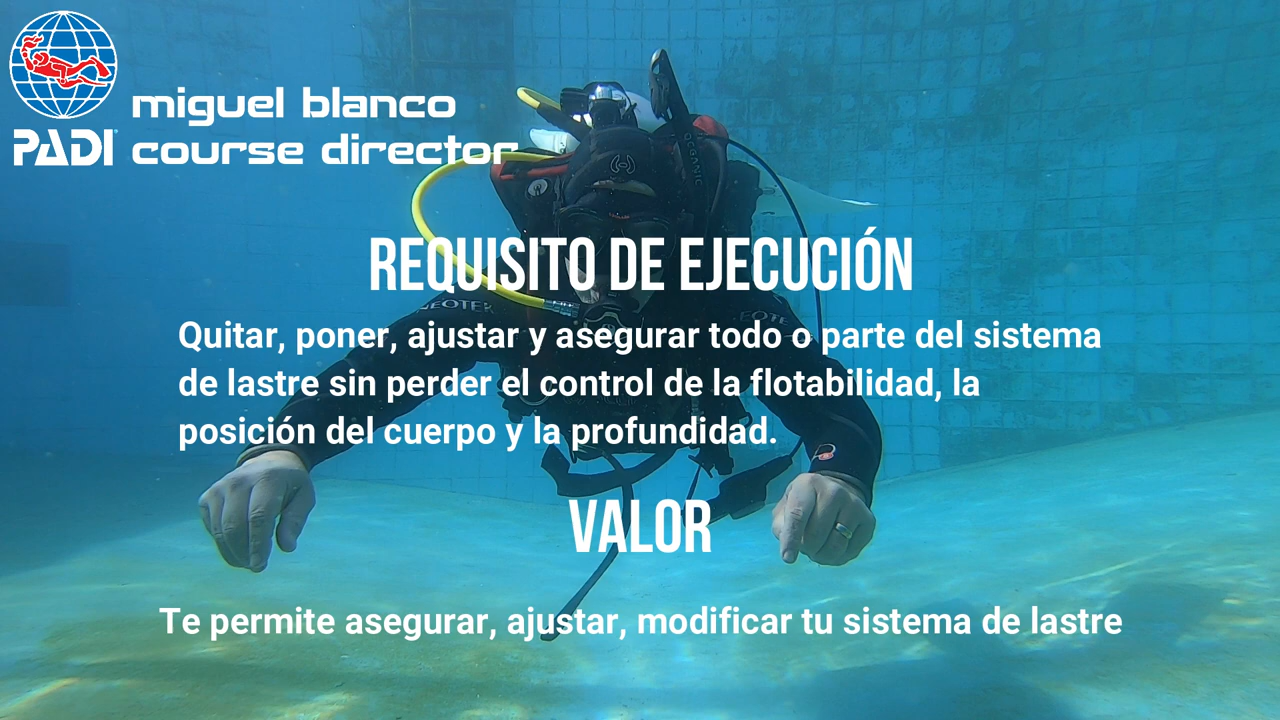 miguel blanco
PADI course director
OCEANIC
REQUISITO DE EJECUCIÓN
Quitar, poner, ajustar y asegurar todo o parte del sistema
de lastre sin perder el control de la flotabilidad, la
posición del cuerpo y la profundidad.
VALOR
Te permite asegurar, ajustar, modificar tu sistema de lastre